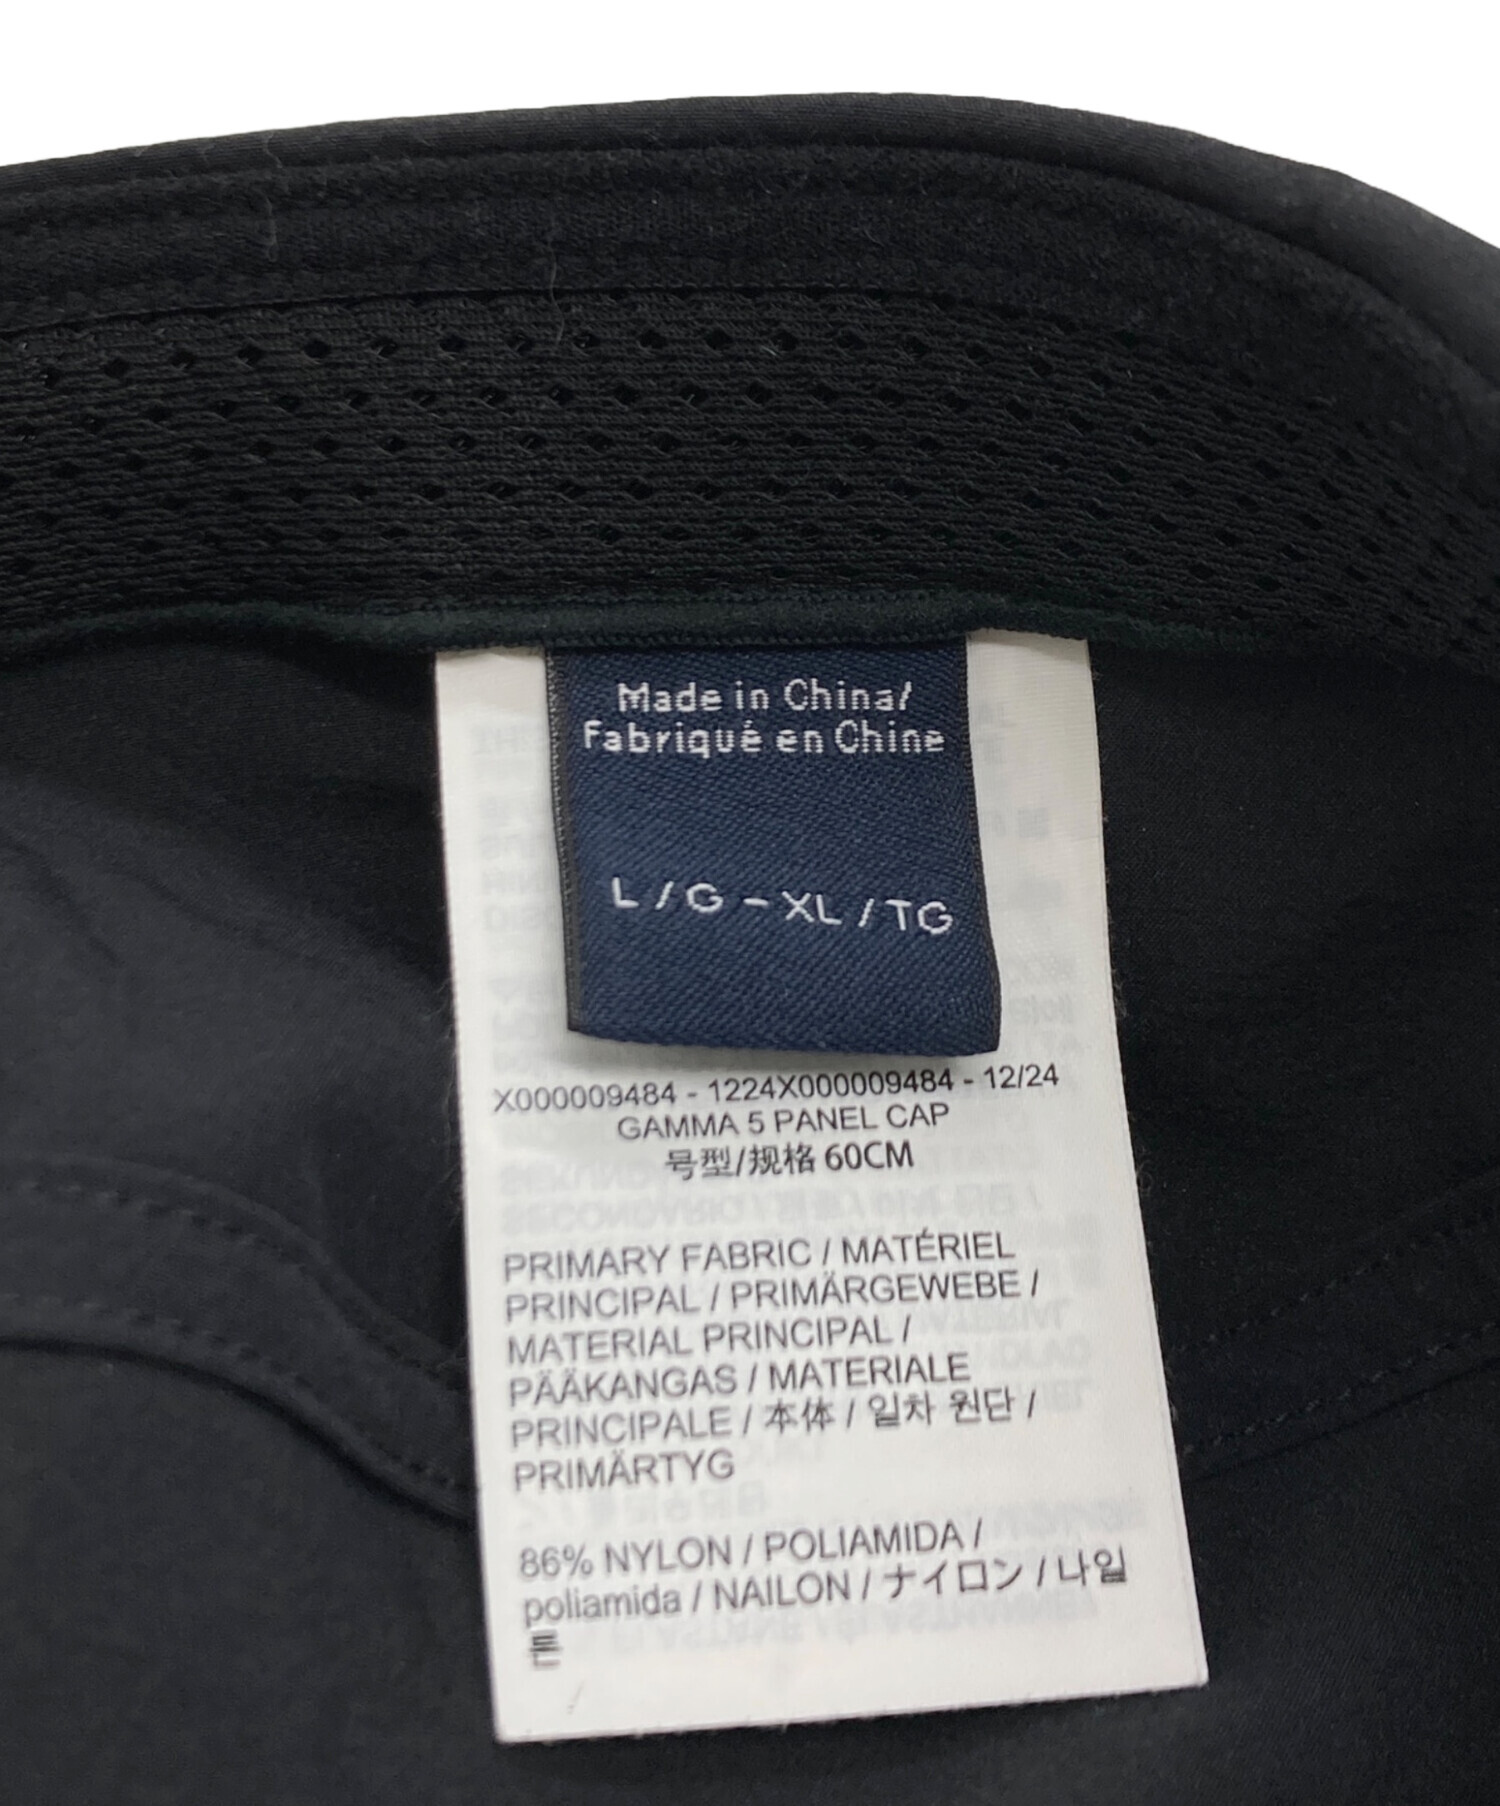 Made in China/
Fabriqué en Chine
L / G - XL / TG
X000009484 - 1224X000009484 - 12/24
GAMMA 5 PANEL CAP
号型/规格 60CM
PRIMARY FABRIC / MATÉRIEL
PRINCIPAL / PRIMÄRGEWEBE /
MATERIAL PRINCIPAL /
PÄÄKANGAS / MATERIALE
PRINCIPALE / 本体 / 일차 원단 /
PRIMÄRTYG
86% NYLON / POLIAMIDA /
poliamida / NAILON / ナイロン / 나일
론